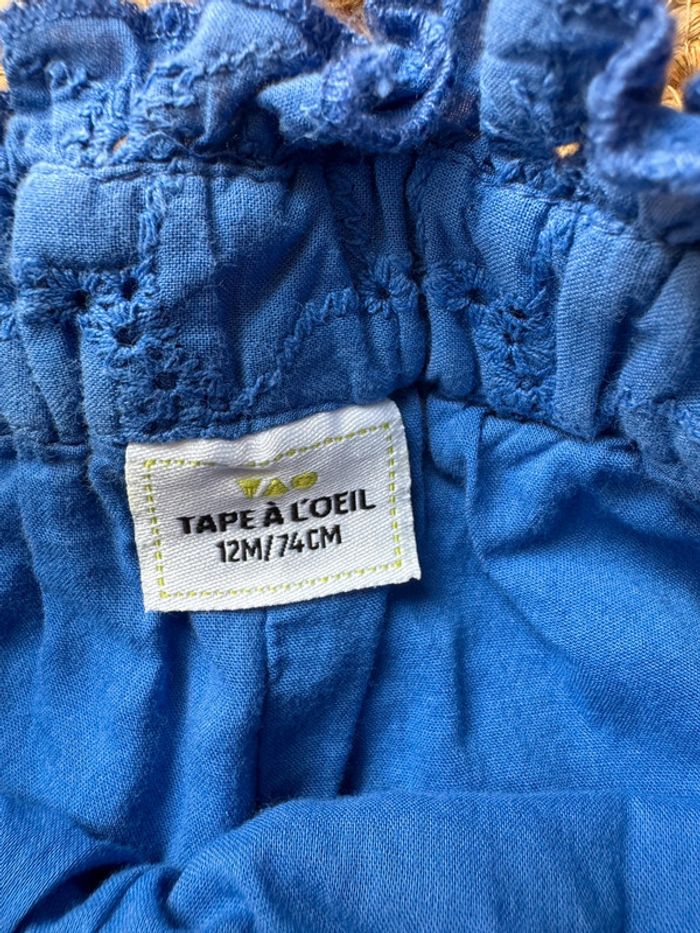 TAO
TAPE À L'OEIL
12M/74CM